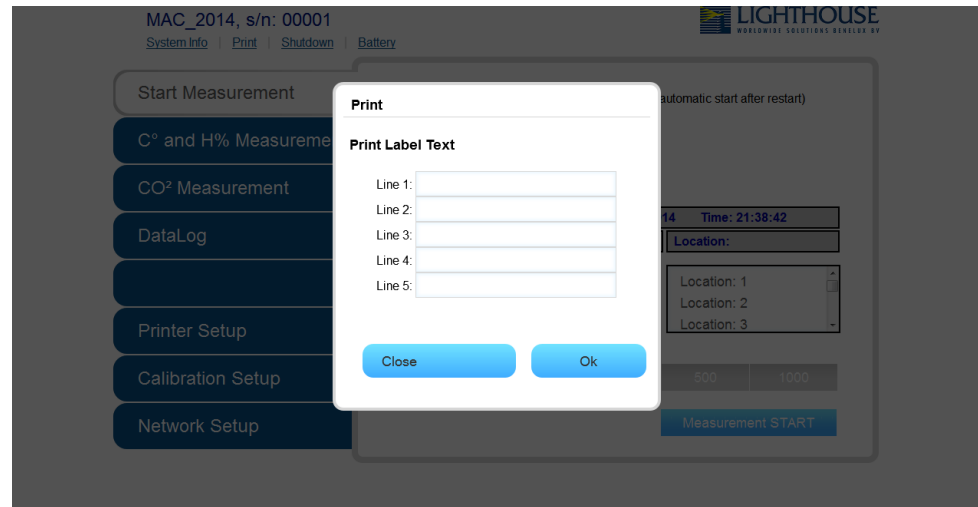 MAC_2014, s/n: 00001
LIGHTHOUSE
WORLDWIDE SOLUTIONS BENELUX BV
System Info | Print | Shutdown | Battery
Start Measurement
automatic start after restart)
C° and H% Measureme
CO² Measurement
DataLog
Printer Setup
Calibration Setup
Network Setup
Print
Print Label Text
Line 1:
Line 2:
Line 3:
Line 4:
Line 5:
Close
Ok
14 Time: 21:38:42
Location:
Location: 1
Location: 2
Location: 3
500 1000
Measurement START